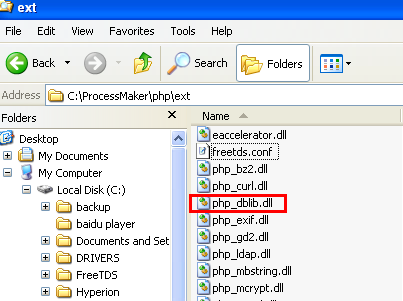 ext
File Edit View Favorites Tools Help
Back Search Folders
Address C:\ProcessMaker\php\ext
Folders
Desktop
My Documents
My Computer
Local Disk (C:)
backup
baidu player
Documents and Set
DRIVERS
FreeTDS
Hyperion
Name
eaccelerator.dll
freetds.conf
php_bz2.dll
php_curl.dll
php_dblib.dll
php_exif.dll
php_gd2.dll
php_ldap.dll
php_mbstring.dll
php_mcrypt.dll